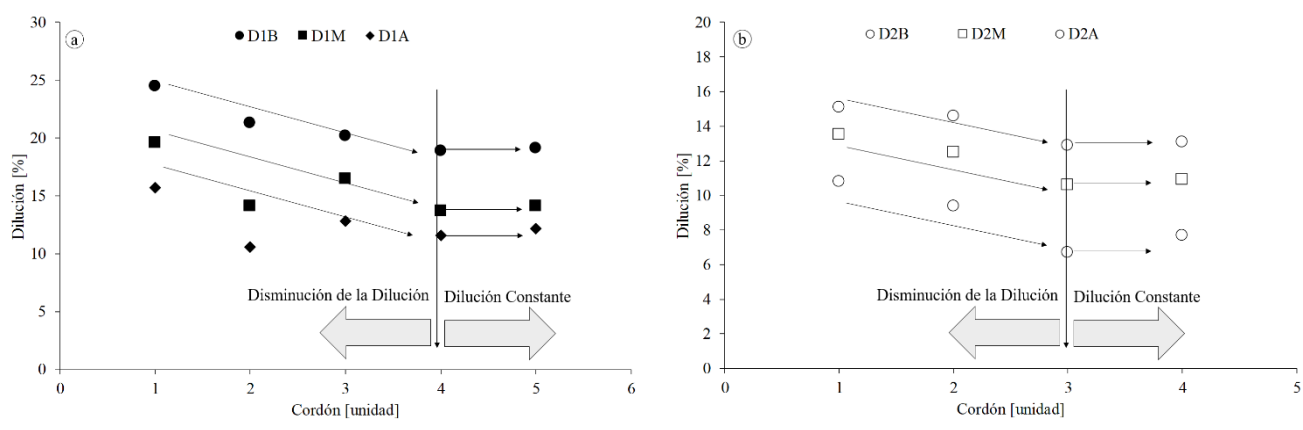 a
D1B D1M D1A
30
25
20
15
10
5
0
Dilución [%]
Disminución de la Dilución
Dilución Constante
0 1 2 3 4 5 6
Cordón [unidad]
b
D2B D2M D2A
20
18
16
14
12
10
8
6
4
2
0
Dilución [%]
Disminución de la Dilución
Dilución Constante
0 1 2 3 4 5
Cordón [unidad]